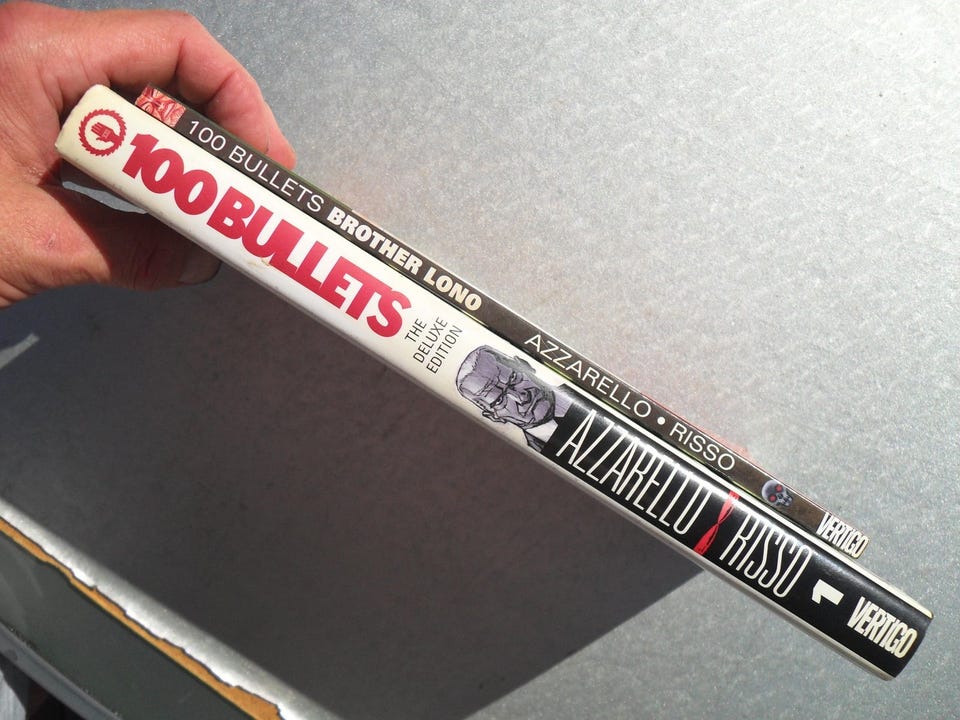 100 BULLETS BROTHER LONO AZZARELLO • RISSO VERTIGO
100 BULLETS
THE
DELUXE
EDITION
AZZARELLO RISSO 1 VERTIGO